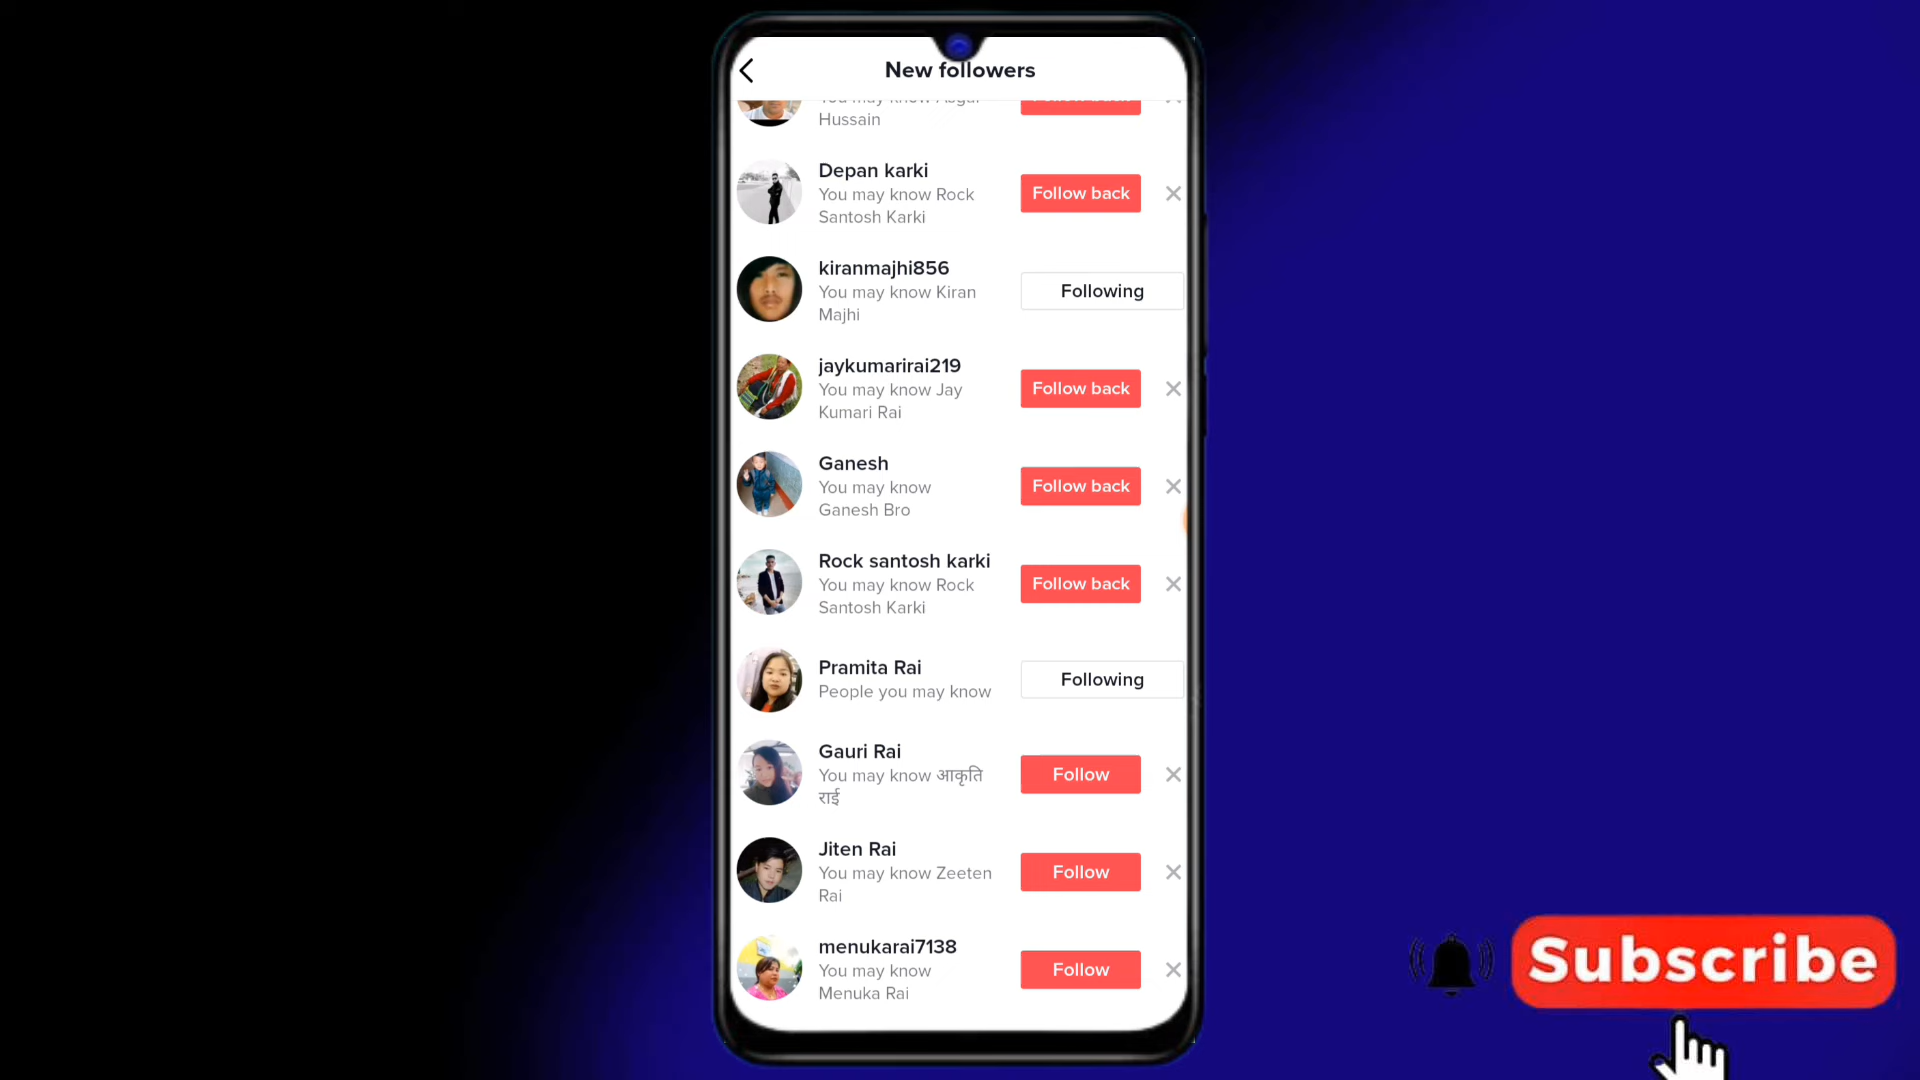 New followers
Hussain
Depan karki
You may know Rock
Santosh Karki
Follow back
kiranmajhi856
You may know Kiran
Majhi
Following
jaykumarirai219
You may know Jay
Kumari Rai
Follow back
Ganesh
You may know
Ganesh Bro
Follow back
Rock santosh karki
You may know Rock
Santosh Karki
Follow back
Pramita Rai
People you may know
Following
Gauri Rai
You may know आकृति
राई
Follow
Jiten Rai
You may know Zeeten
Rai
Follow
menukarai7138
You may know
Menuka Rai
Follow
Subscribe